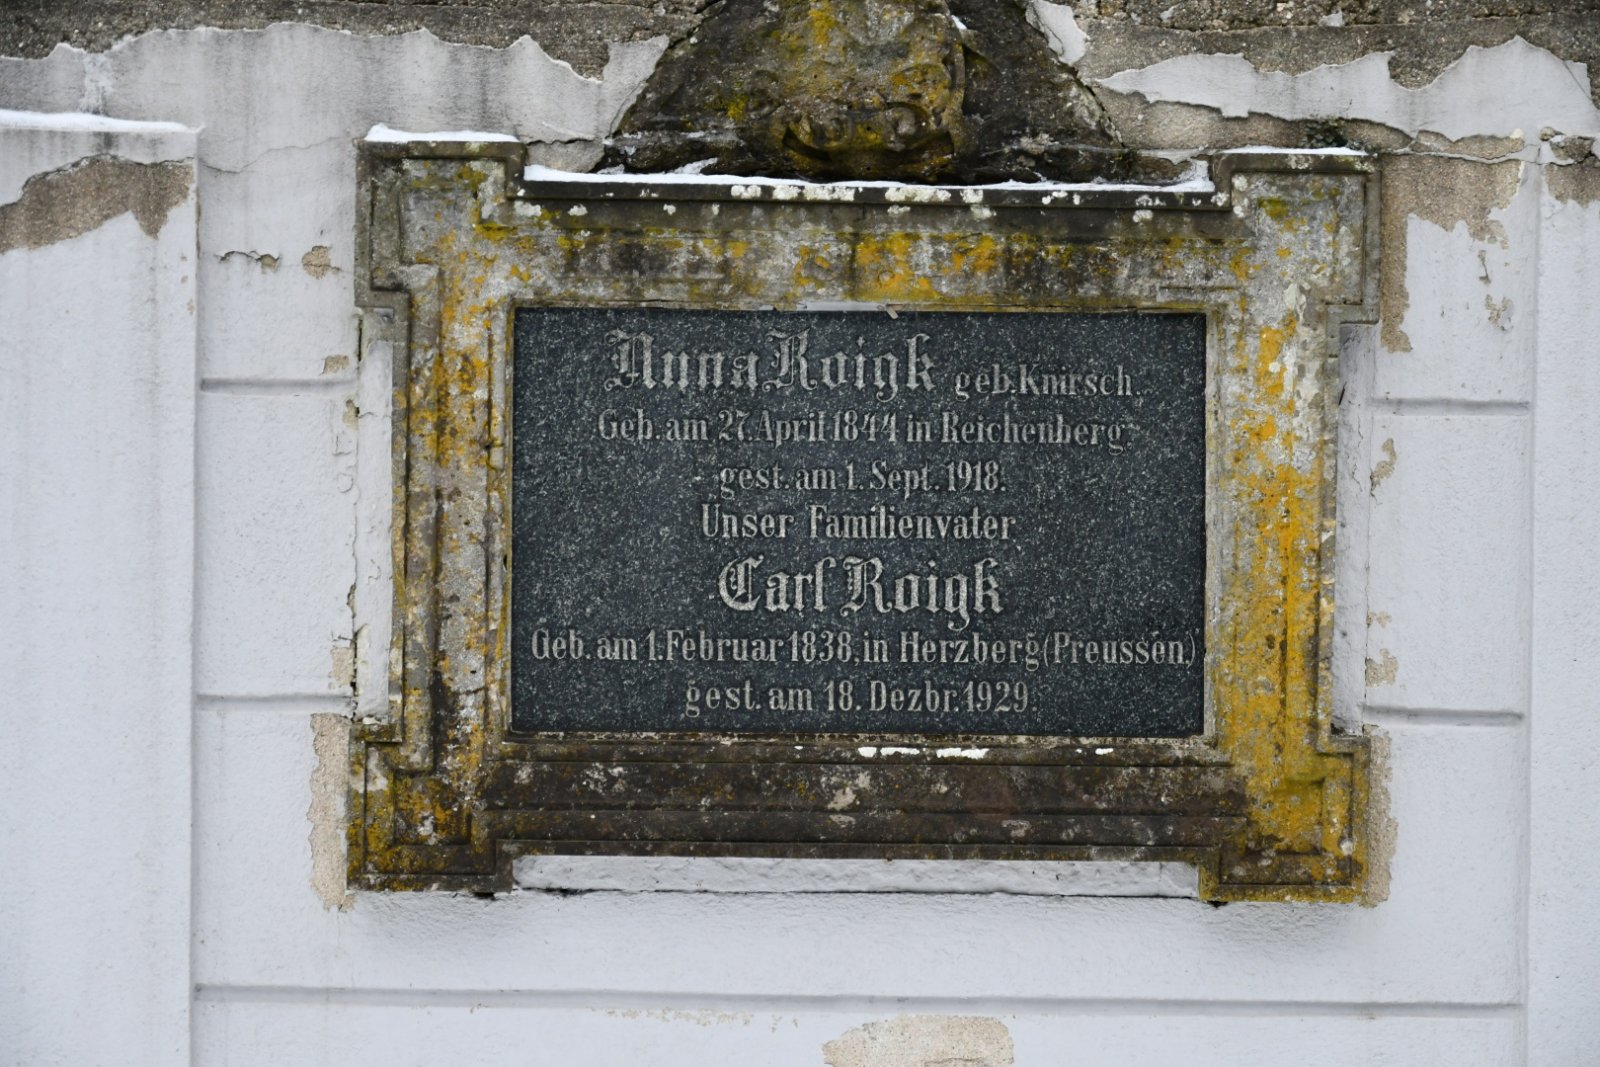 Anna Roigk geb. Knirsch.
Geb. am 27. April 1844 in Reichenberg,
gest. am 1. Sept. 1918.
Unser Familienvater
Carl Roigk
Geb. am 1. Februar 1838, in Herzberg (Preussen,)
gest. am 18. Dezbr. 1929.